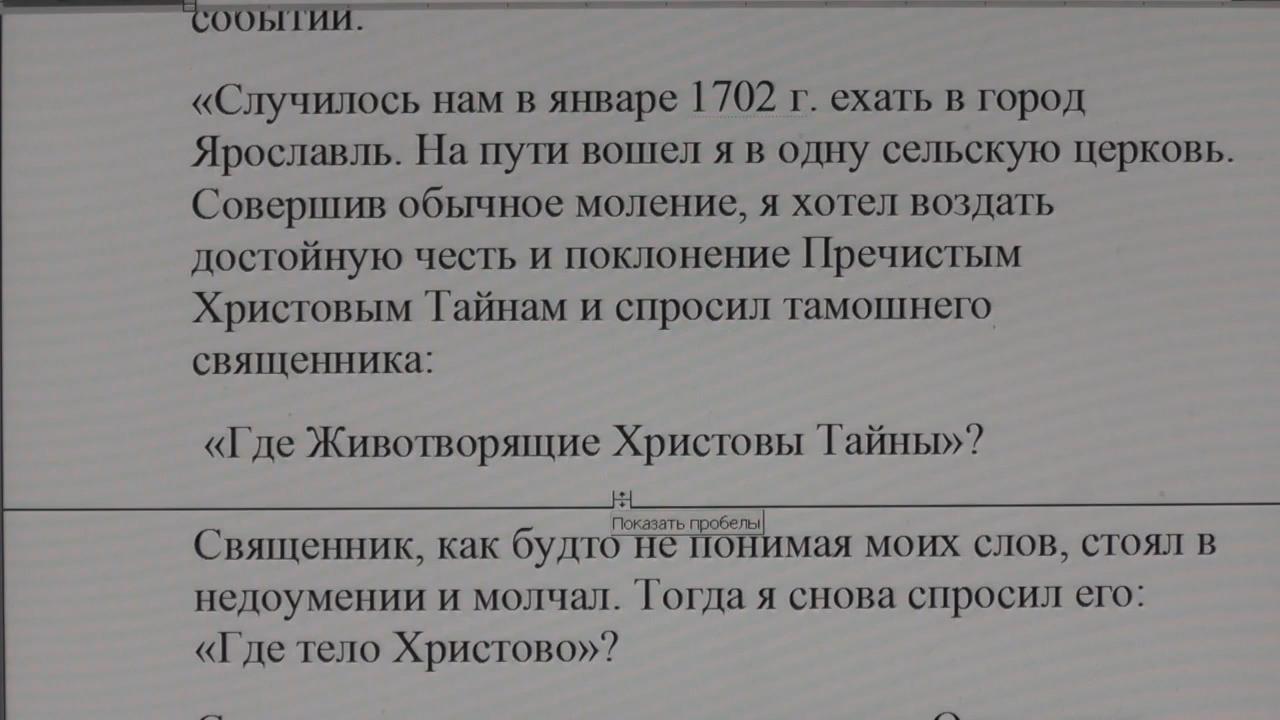 событии.
«Случилось нам в январе 1702 г. ехать в город
Ярославль. На пути вошел я в одну сельскую церковь.
Совершив обычное моление, я хотел воздать
достойную честь и поклонение Пречистым
Христовым Тайнам и спросил тамошнего
священника:
«Где Животворящие Христовы Тайны»?
Показать пробелы
Священник, как будто не понимая моих слов, стоял в
недоумении и молчал. Тогда я снова спросил его:
«Где тело Христово»?